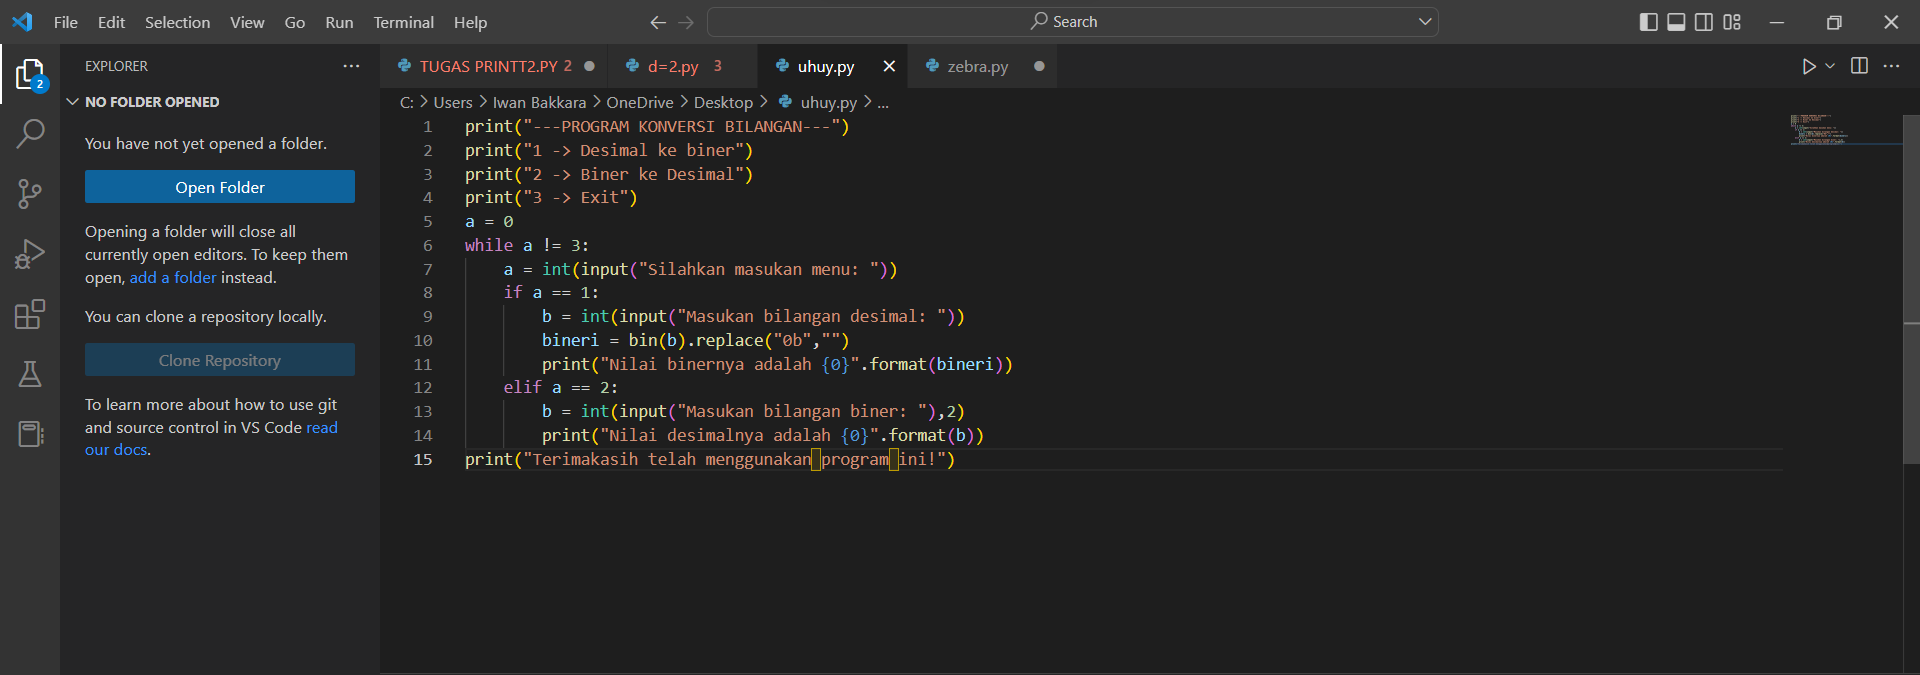 File Edit Selection View Go Run Terminal Help Search
EXPLORER
NO FOLDER OPENED
You have not yet opened a folder.
Open Folder
Opening a folder will close all
currently open editors. To keep them
open, add a folder instead.
You can clone a repository locally.
Clone Repository
To learn more about how to use git
and source control in VS Code read
our docs.
2
TUGAS PRINTT2.PY 2 d=2.py 3 uhuy.py zebra.py
C: > Users > Iwan Bakkara > OneDrive > Desktop > uhuy.py > ...
1 print("---PROGRAM KONVERSI BILANGAN---")
2 print("1 -> Desimal ke biner")
3 print("2 -> Biner ke Desimal")
4 print("3 -> Exit")
5 a = 0
6 while a != 3:
7 a = int(input("Silahkan masukan menu: "))
8 if a == 1:
9 b = int(input("Masukan bilangan desimal: "))
10 bineri = bin(b).replace("0b","")
11 print("Nilai binernya adalah {0}".format(bineri))
12 elif a == 2:
13 b = int(input("Masukan bilangan biner: "),2)
14 print("Nilai desimalnya adalah {0}".format(b))
15 print("Terimakasih telah menggunakan program ini!")